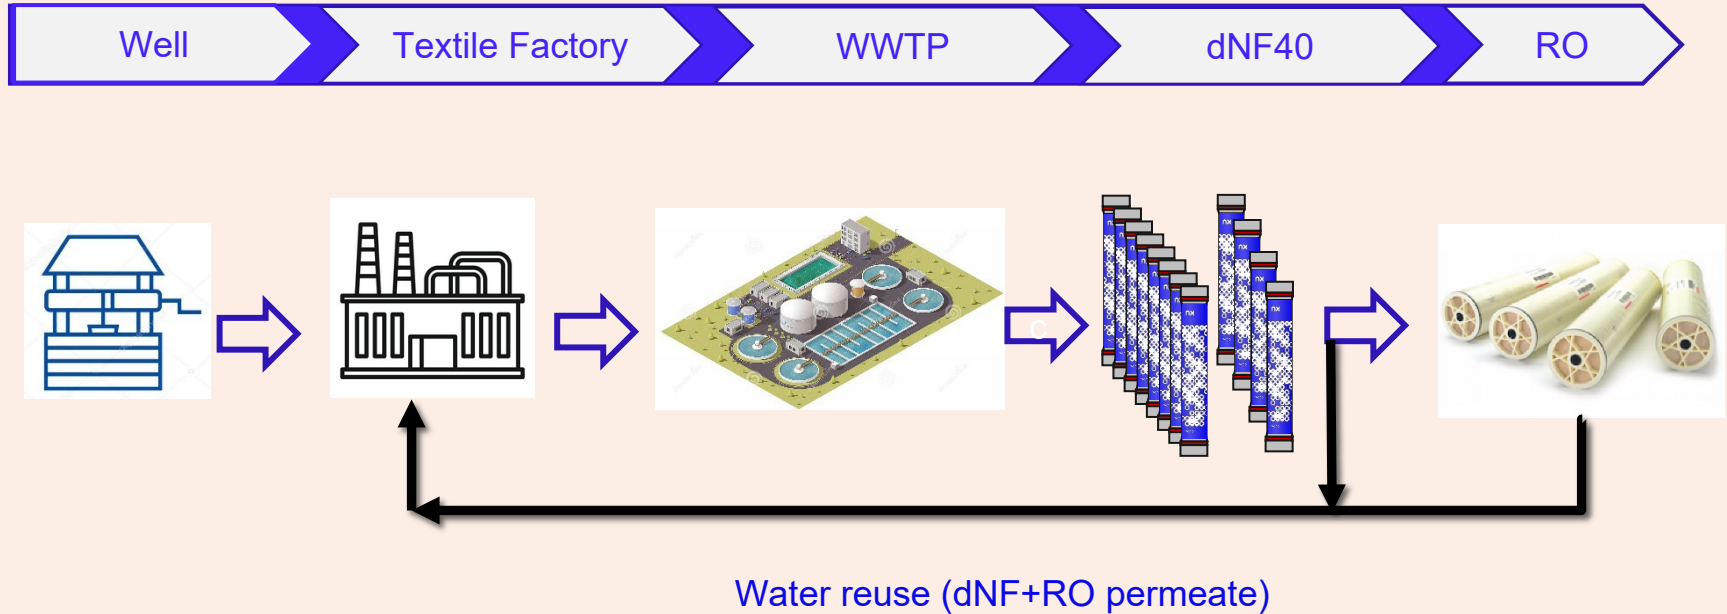 Well
Textile Factory
WWTP
dNF40
RO
c
Water reuse (dNF+RO permeate)